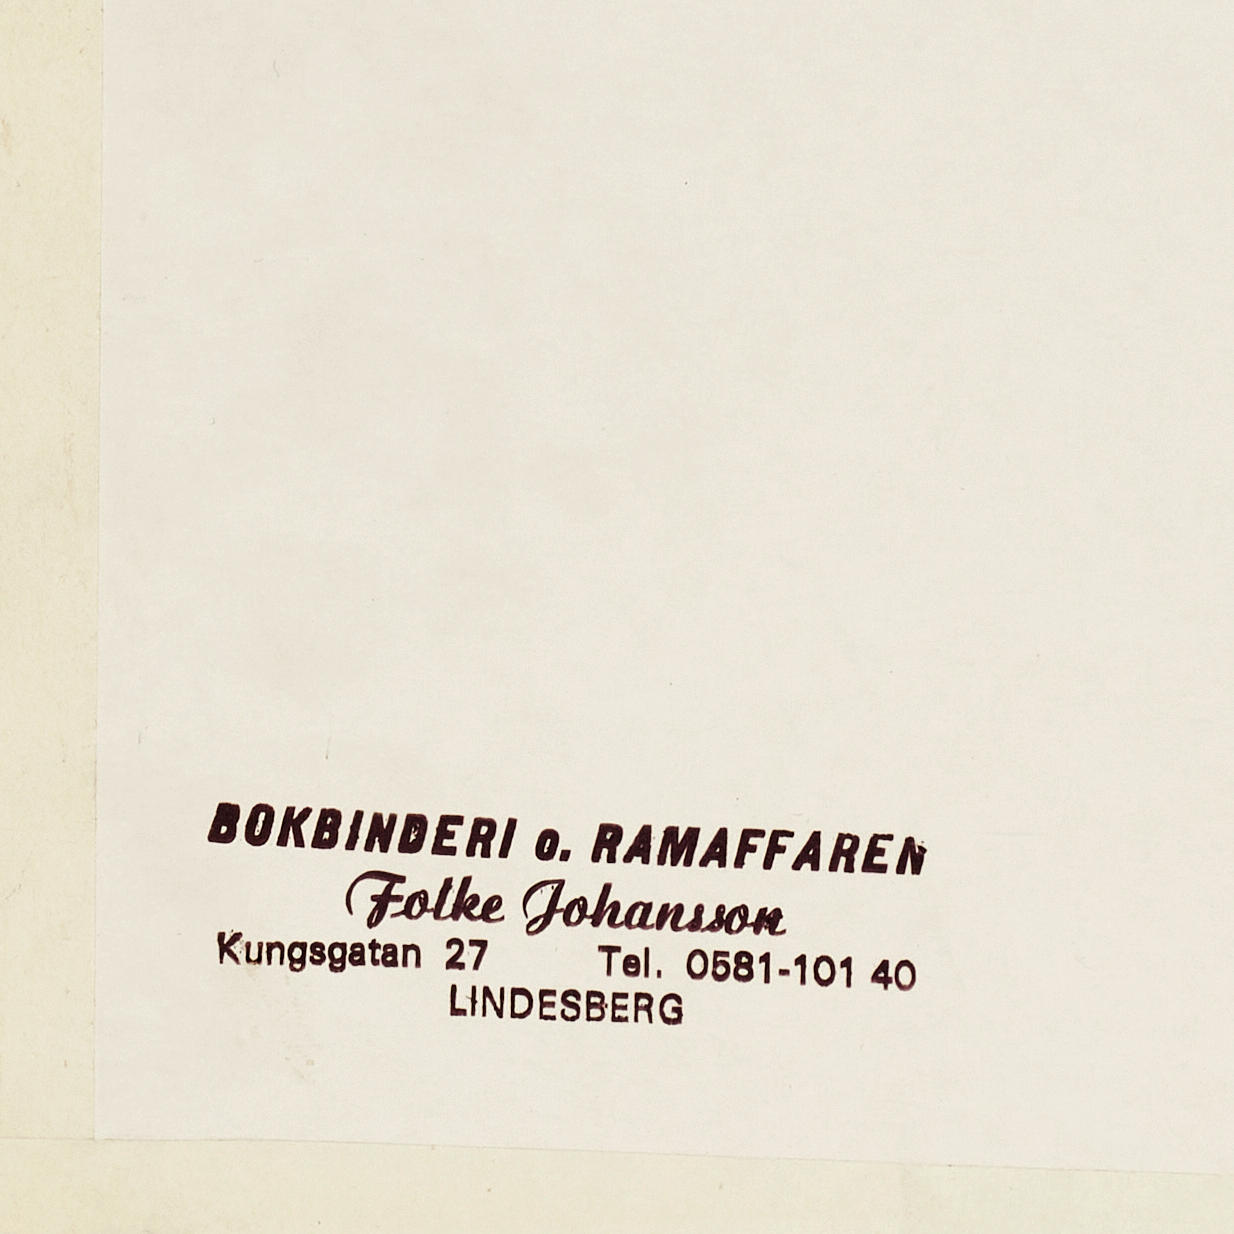 BOKBINDERI o. RAMAFFAREN
Folke Johansson
Kungsgatan 27 Tel. 0581-101 40
LINDESBERG